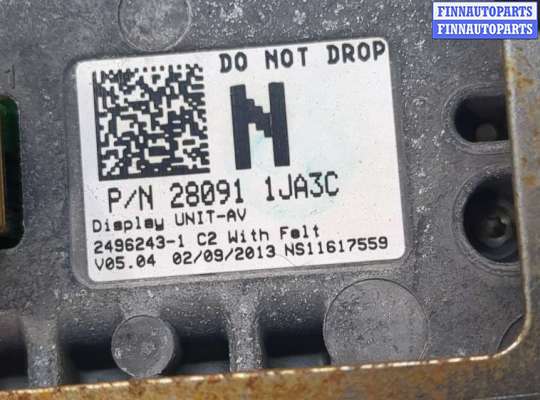 FINNAUTOPARTS
FINNAUTOPARTS
DO NOT DROP
N
P/N 28091 1JA3C
Display UNIT-AV
2496243-1 C2 With Felt
V05.04 02/09/2013 NS11617559
1